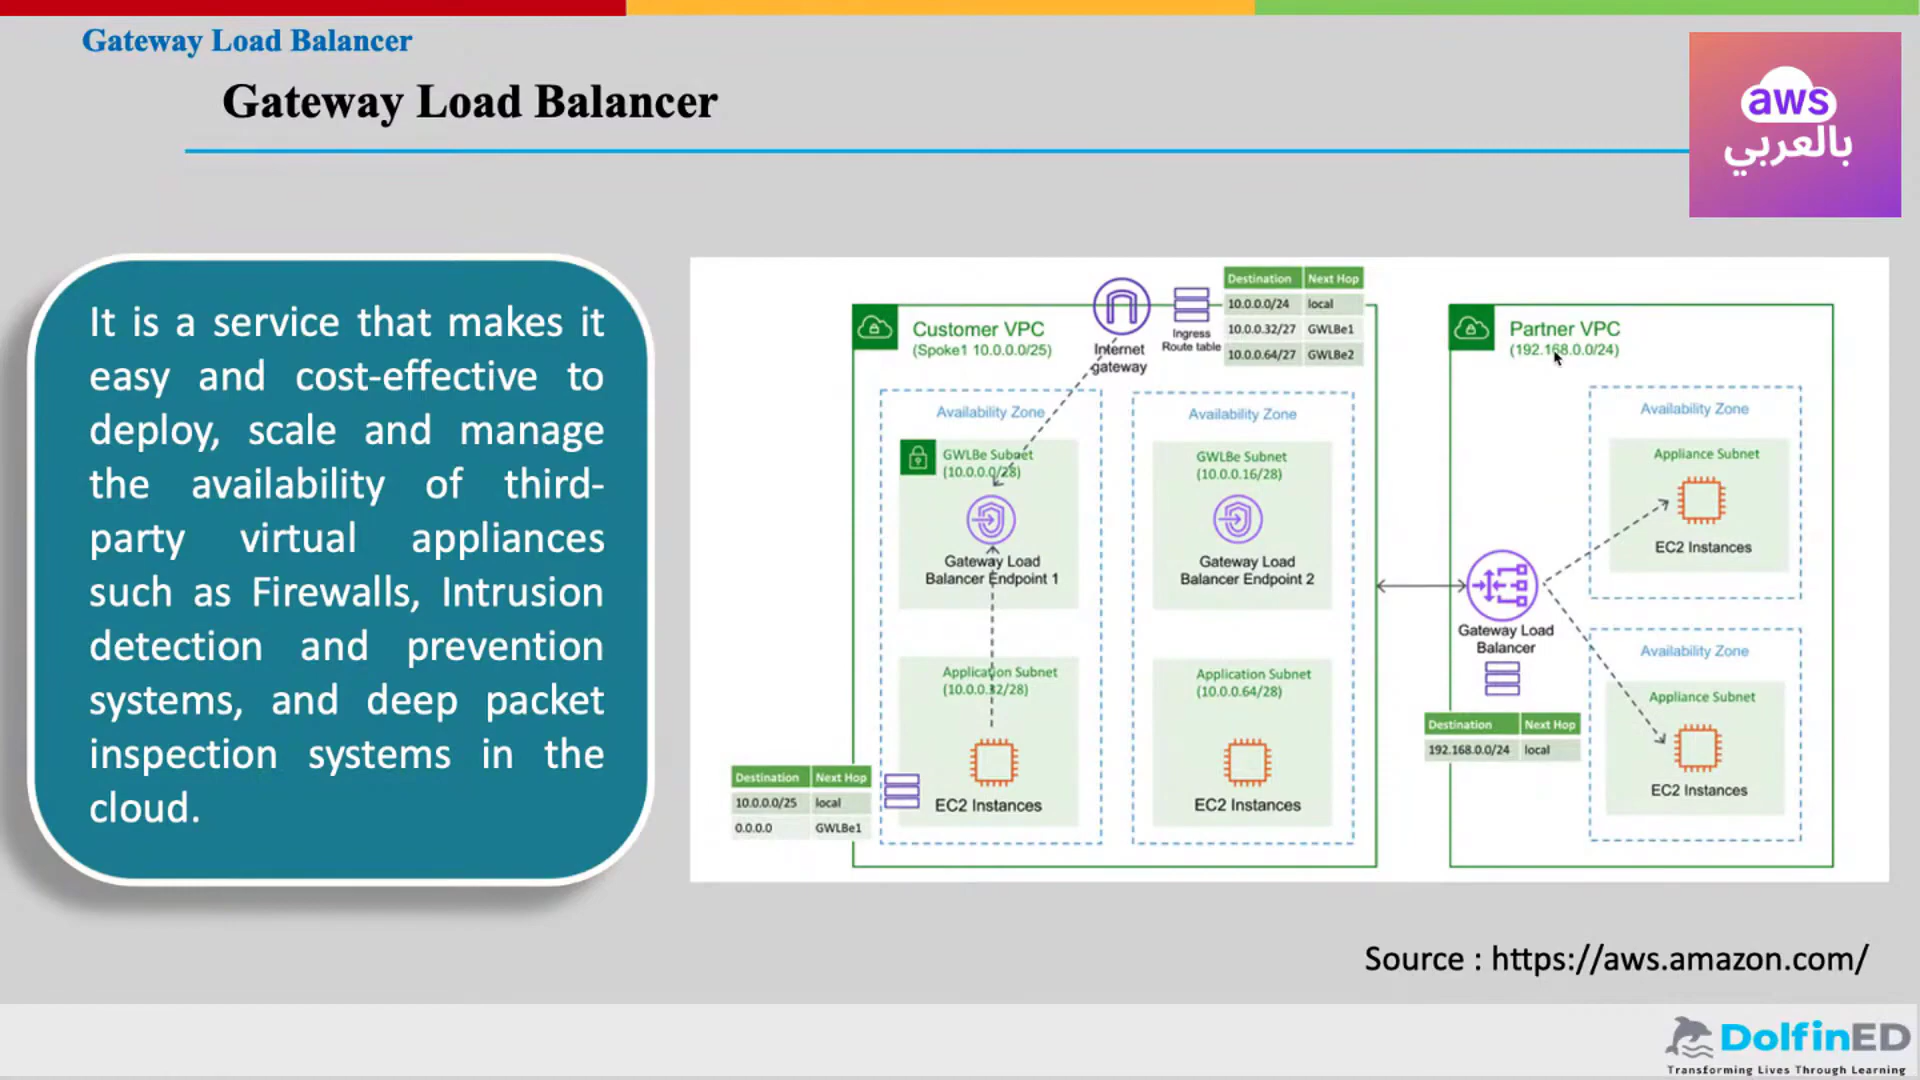 Gateway Load Balancer
Gateway Load Balancer
aws
بالعربي
It is a service that makes it
easy and cost-effective to
deploy, scale and manage
the availability of third-
party virtual appliances
such as Firewalls, Intrusion
detection and prevention
systems, and deep packet
inspection systems in the
cloud.
Customer VPC
(Spoke1 10.0.0.0/25)
Internet
gateway
Ingress
Route table
Destination Next Hop
10.0.0.0/24 local
10.0.0.32/27 GWLBe1
10.0.0.64/27 GWLBe2
Availability Zone
GWLBe Subnet
(10.0.0.0/28)
Gateway Load
Balancer Endpoint 1
Application Subnet
(10.0.0.32/28)
EC2 Instances
Destination Next Hop
10.0.0.0/25 local
0.0.0.0 GWLBe1
Availability Zone
GWLBe Subnet
(10.0.0.16/28)
Gateway Load
Balancer Endpoint 2
Application Subnet
(10.0.0.64/28)
EC2 Instances
Partner VPC
(192.168.0.0/24)
Gateway Load
Balancer
Destination Next Hop
192.168.0.0/24 local
Availability Zone
Appliance Subnet
EC2 Instances
Availability Zone
Appliance Subnet
EC2 Instances
Source : https://aws.amazon.com/
DolfinED
Transforming Lives Through Learning